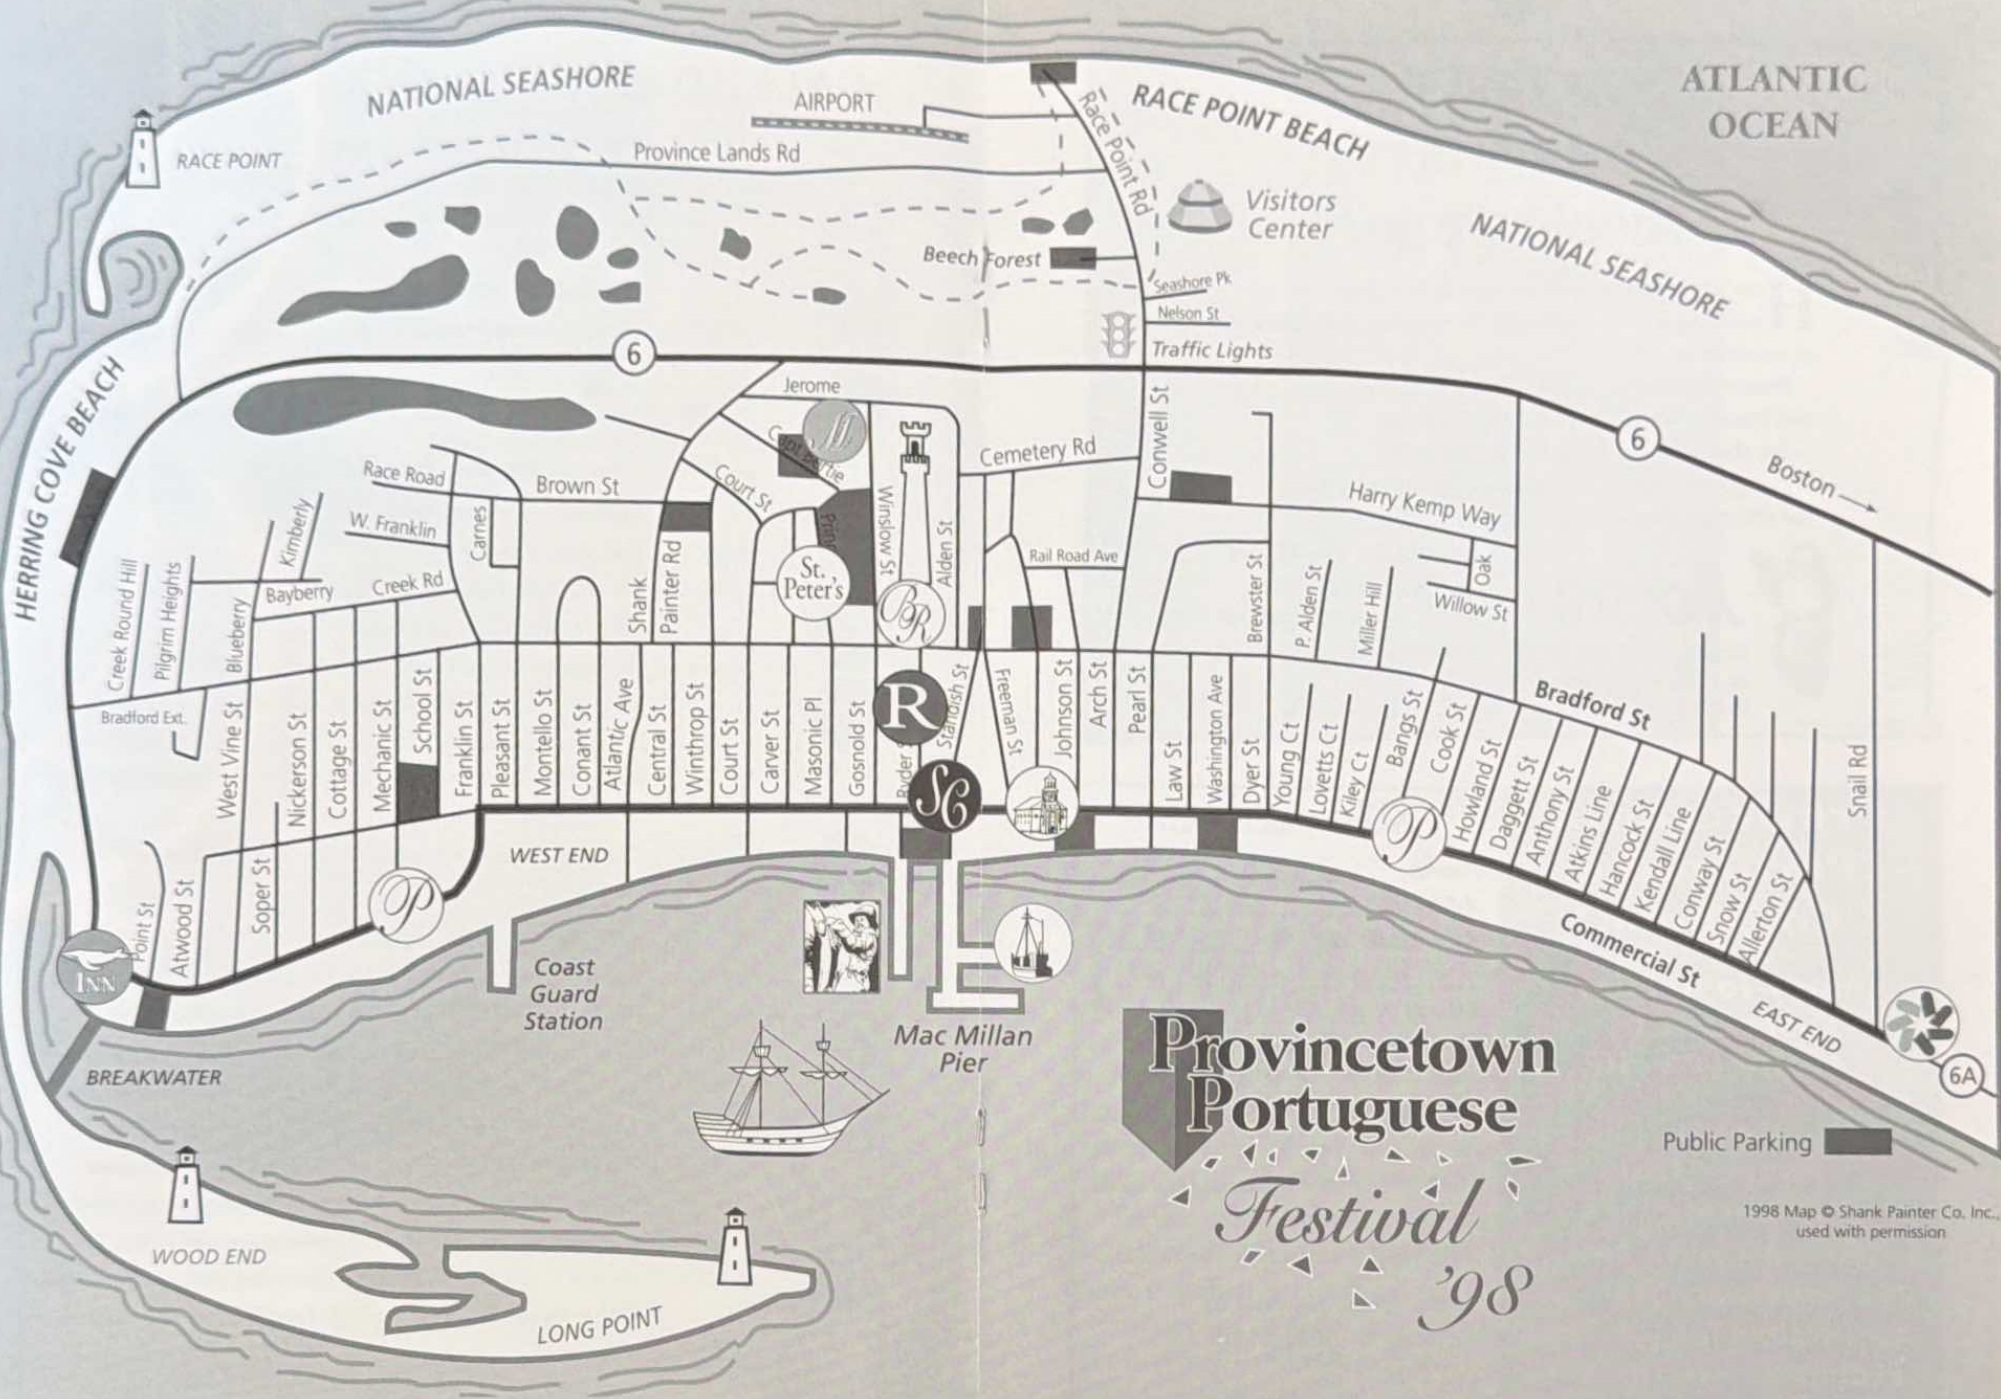 ATLANTIC
OCEAN
NATIONAL SEASHORE
AIRPORT
RACE POINT BEACH
Race Point Rd
RACE POINT
Province Lands Rd
Visitors
Center
NATIONAL SEASHORE
Beech Forest
Seashore Pk
Nelson St
Traffic Lights
6
HERRING COVE BEACH
Jerome
M
Capt Bertie
Conwell St
6
Boston
Cemetery Rd
Race Road
Brown St
Court St
Winslow St
Harry Kemp Way
W. Franklin
Carnes
Kimberly
Alden St
Rail Road Ave
Oak
Willow St
Creek Round Hill
Pilgrim Heights
Blueberry
Bayberry
Creek Rd
Shank
Painter Rd
St.
Peter's
BR
Brewster St
P. Alden St
Miller Hill
Bradford Ext.
West Vine St
Nickerson St
Cottage St
Mechanic St
School St
Franklin St
Pleasant St
Montello St
Conant St
Atlantic Ave
Central St
Winthrop St
Court St
Carver St
Masonic Pl
Gosnold St
R
Ryder
Standish St
Freeman St
Johnson St
Arch St
Pearl St
Law St
Washington Ave
Dyer St
Young Ct
Lovetts Ct
Kiley Ct
Bangs St
Cook St
Bradford St
Howland St
Daggett St
Anthony St
Atkins Line
Hancock St
Kendall Line
Conway St
Snow St
Allerton St
Snail Rd
SC
P
WEST END
Soper St
P
Point St
Atwood St
INN
Commercial St
EAST END
6A
Coast
Guard
Station
Mac Millan
Pier
BREAKWATER
Provincetown
Portuguese
Festival
'98
Public Parking
1998 Map © Shank Painter Co. Inc.,
used with permission
WOOD END
LONG POINT